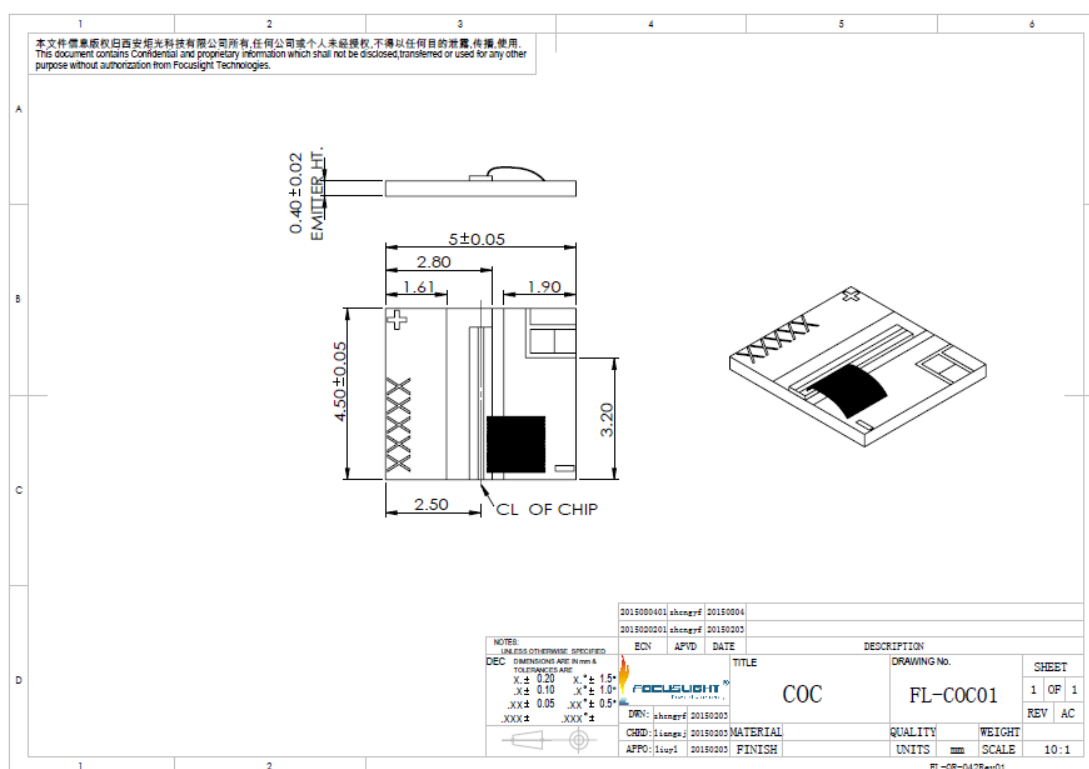 1 2 3 4 5 6
本文件信息版权归西安炬光科技有限公司所有,任何公司或个人未经授权,不得以任何目的泄露,传播,使用.
This document contains Confidential and proprietary information which shall not be disclosed,transferred or used for any other
purpose without authorization from Focuslight Technologies.
A
B
C
D
0.40±0.02
EMITTER HT.
5±0.05
2.80
1.61
1.90
4.50±0.05
3.20
2.50
CL OF CHIP
2015080401 zhengyf 20150804
2015020201 zhengyf 20150203
ECN APVD DATE DESCRIPTION
NOTES:
UNLESS OTHERWISE SPECIFIED
DEC DIMENSIONS ARE IN mm &
TOLERANCES ARE
X.± 0.20 X.°± 1.5°
.X± 0.10 .X°± 1.0°
.XX± 0.05 .XX°± 0.5°
.XXX± .XXX°±
FOCUSLIGHT®
TITLE
COC
DRAWING No.
FL-COC01
SHEET
1 OF 1
REV AC
DWN: zhengyf 20150203
CHKD: liangxj 20150203
APPO: liuy1 20150203
MATERIAL
FINISH
QUALITY WEIGHT
UNITS mm SCALE 10:1
1 2
FL-QR-042Rev01